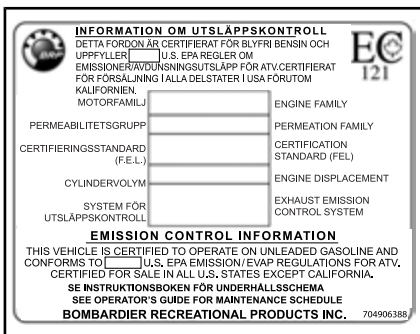 INFORMATION OM UTSLÄPPSKONTROLL
DETTA FORDON ÄR CERTIFIERAT FÖR BLYFRI BENSIN OCH
UPPFYLLER U.S. EPA REGLER OM
EMISSIONER/AVDUNSNINGSUTSLÄPP FÖR ATV.CERTIFIERAT
FÖR FÖRSÄLJNING I ALLA DELSTATER I USA FÖRUTOM
KALIFORNIEN.
EC
121
MOTORFAMILJ
ENGINE FAMILY
PERMEABILITETSGRUPP
PERMEATION FAMILY
CERTIFIERINGSSTANDARD
(F.E.L.)
CERTIFICATION
STANDARD (FEL)
CYLINDERVOLYM
ENGINE DISPLACEMENT
SYSTEM FÖR
UTSLÄPPSKONTROLL
EXHAUST EMISSION
CONTROL SYSTEM
EMISSION CONTROL INFORMATION
THIS VEHICLE IS CERTIFIED TO OPERATE ON UNLEADED GASOLINE AND
CONFORMS TO U.S. EPA EMISSION/EVAP REGULATIONS FOR ATV.
CERTIFIED FOR SALE IN ALL U.S. STATES EXCEPT CALIFORNIA.
SE INSTRUKTIONSBOKEN FÖR UNDERHÅLLSSCHEMA
SEE OPERATOR'S GUIDE FOR MAINTENANCE SCHEDULE
BOMBARDIER RECREATIONAL PRODUCTS INC. 704906388